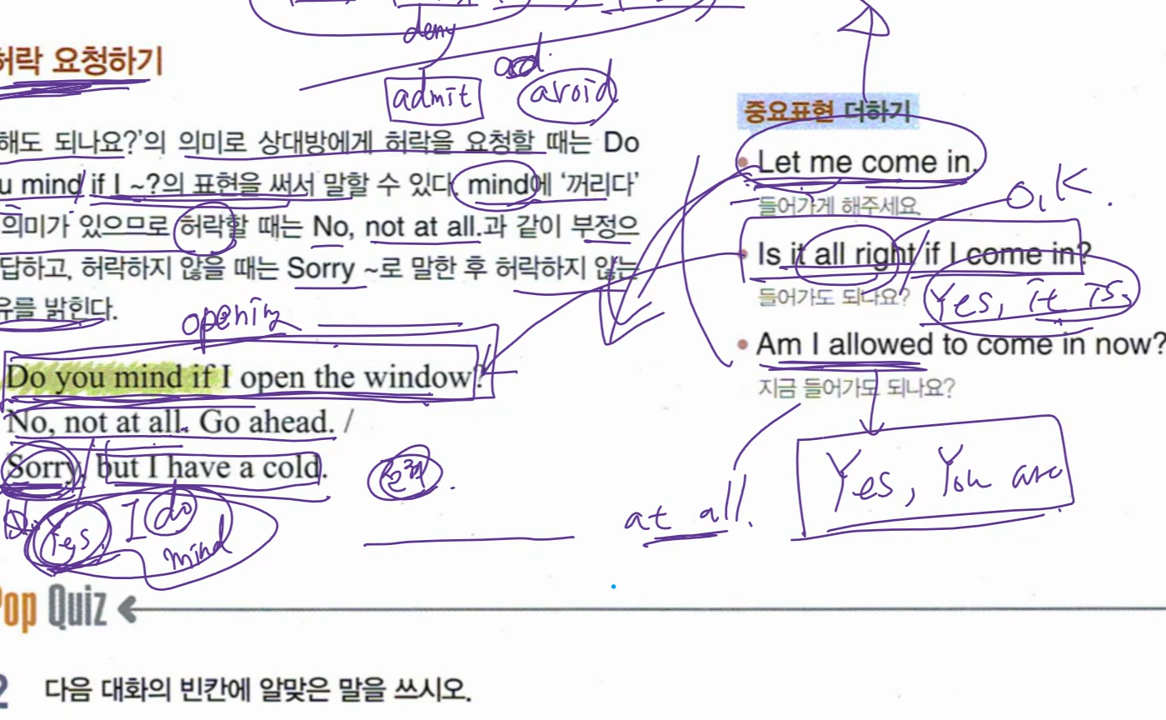 deny
and
허락 요청하기
admit
avoid
중요표현 더하기
해도 되나요?'의 의미로 상대방에게 허락을 요청할 때는 Do
u mind if I ~?의 표현을 써서 말할 수 있다. mind에 '꺼리다'
의미가 있으므로 허락할 때는 No, not at all.과 같이 부정으
답하고, 허락하지 않을 때는 Sorry ~로 말한 후 허락하지 않는
유를 밝힌다.
opening
Do you mind if I open the window?
No, not at all. Go ahead. /
Sorry, but I have a cold.
Yes I do
mind
Let me come in.
들어가게 해주세요.
O.K.
Is it all right if I come in?
들어가도 되나요?
Yes, it is.
Am I allowed to come in now?
지금 들어가도 되나요?
Yes, You are
at all.
Pop Quiz
2 다음 대화의 빈칸에 알맞은 말을 쓰시오.